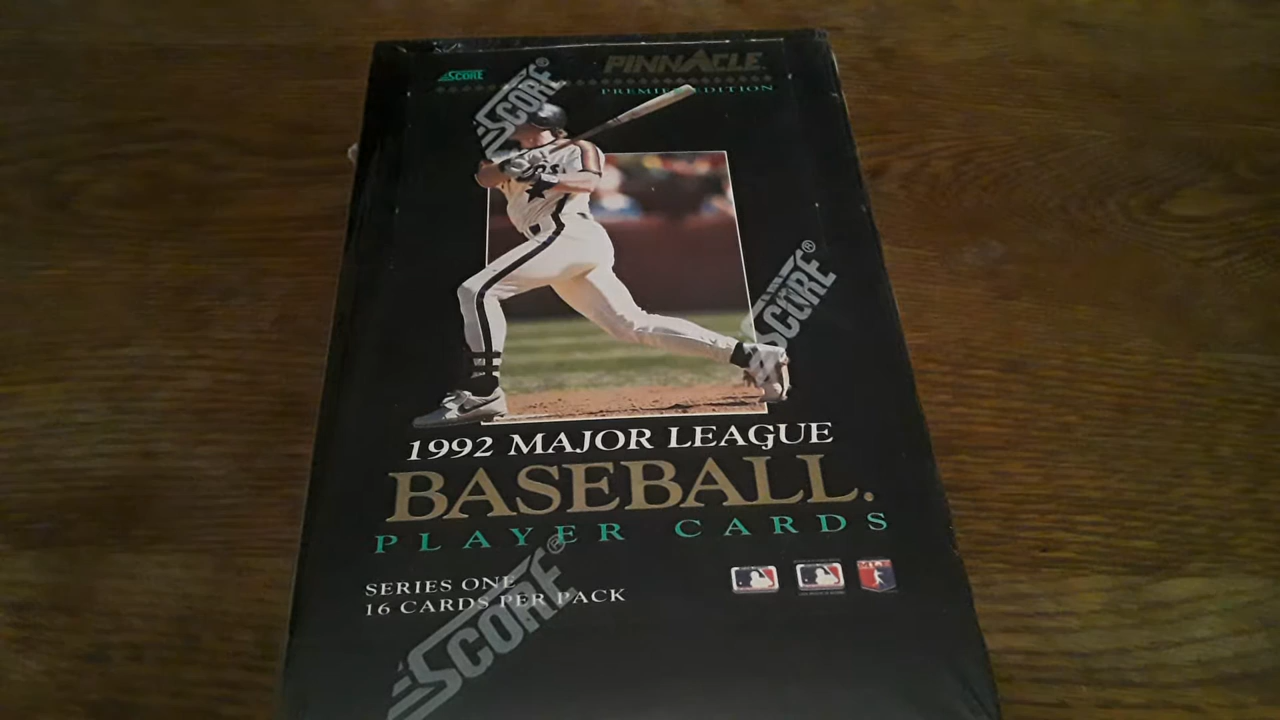 SCORE
PINNACLE
PREMIER EDITION
SCORE®
SCORE®
1992 MAJOR LEAGUE
BASEBALL.
PLAYER CARDS
SERIES ONE
16 CARDS PER PACK
SCORE®